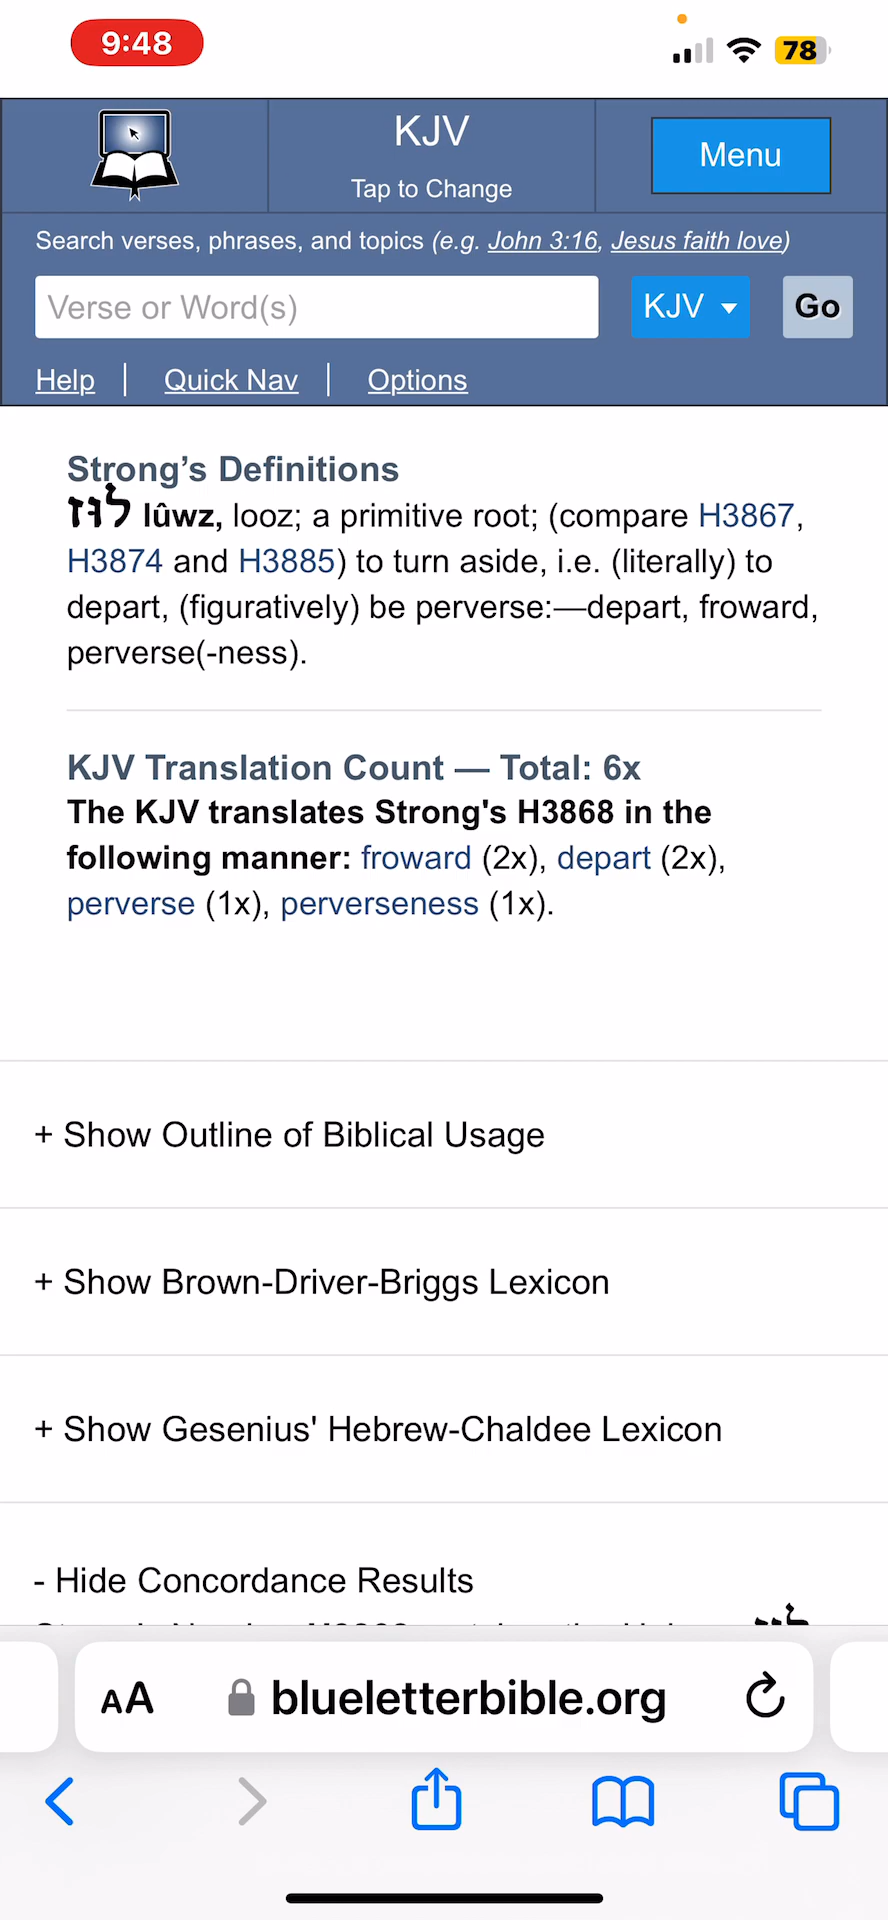 9:48
78
KJV
Tap to Change
Menu
Search verses, phrases, and topics (e.g. John 3:16, Jesus faith love)
Verse or Word(s)
KJV
Go
Help | Quick Nav | Options
Strong’s Definitions
לוּז lûwz, looz; a primitive root; (compare H3867,
H3874 and H3885) to turn aside, i.e. (literally) to
depart, (figuratively) be perverse:—depart, froward,
perverse(-ness).
KJV Translation Count — Total: 6x
The KJV translates Strong's H3868 in the
following manner: froward (2x), depart (2x),
perverse (1x), perverseness (1x).
+ Show Outline of Biblical Usage
+ Show Brown-Driver-Briggs Lexicon
+ Show Gesenius' Hebrew-Chaldee Lexicon
- Hide Concordance Results
AA blueletterbible.org